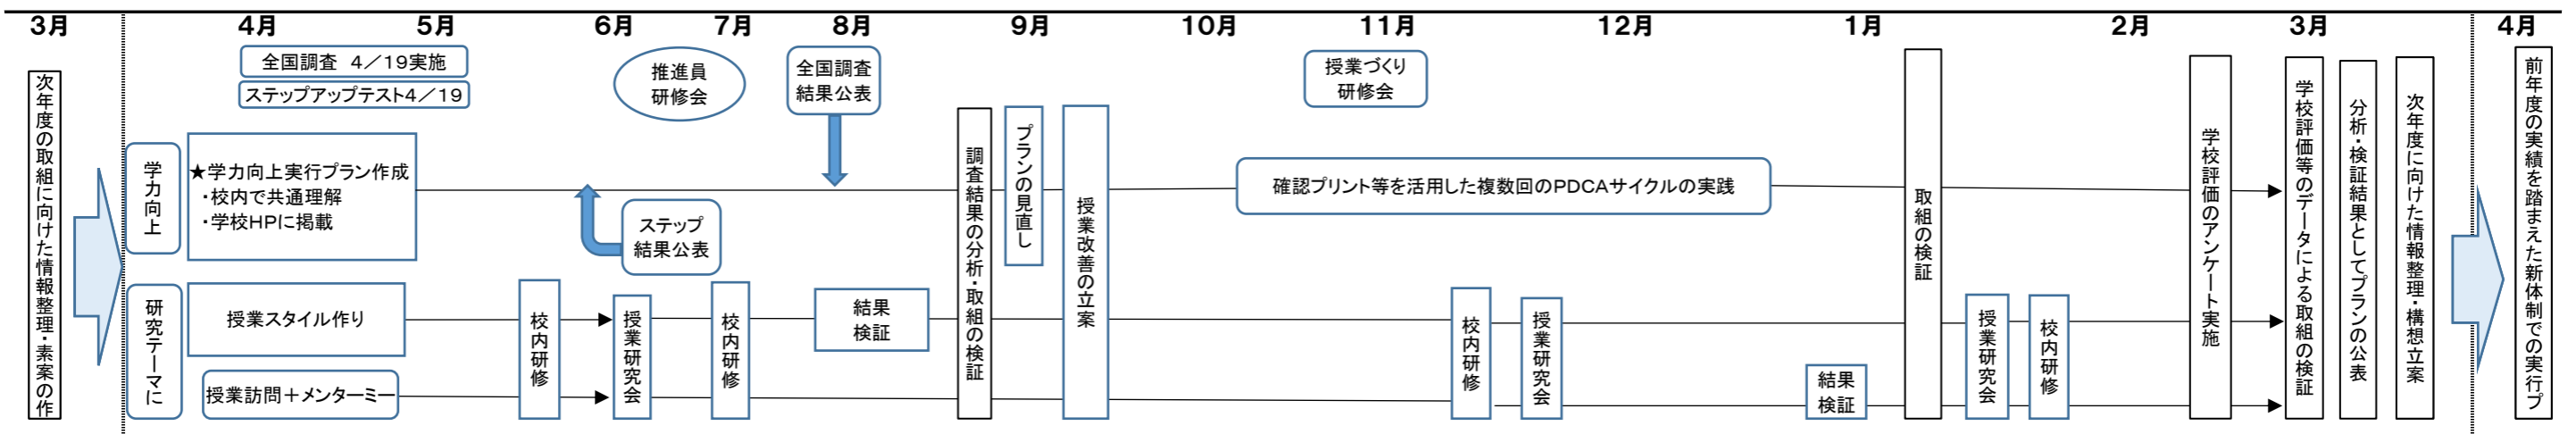 3月
4月
5月
6月
7月
8月
9月
10月
11月
12月
1月
2月
3月
4月
次年度の取組に向けた情報整理・素案の作
全国調査 4／19実施
ステップアップテスト4／19
推進員
研修会
全国調査
結果公表
授業づくり
研修会
学力向上
★学力向上実行プラン作成
・校内で共通理解
・学校HPに掲載
ステップ
結果公表
調査結果の分析・取組の検証
プランの見直し
授業改善の立案
確認プリント等を活用した複数回のPDCAサイクルの実践
取組の検証
学校評価のアンケート実施
学校評価等のデータによる取組の検証
分析・検証結果としてプランの公表
次年度に向けた情報整理・構想立案
前年度の実績を踏まえた新体制での実行プ
研究テーマに
授業スタイル作り
授業訪問＋メンターミー
校内研修
授業研究会
校内研修
結果
検証
校内研修
授業研究会
結果
検証
授業研究会
校内研修